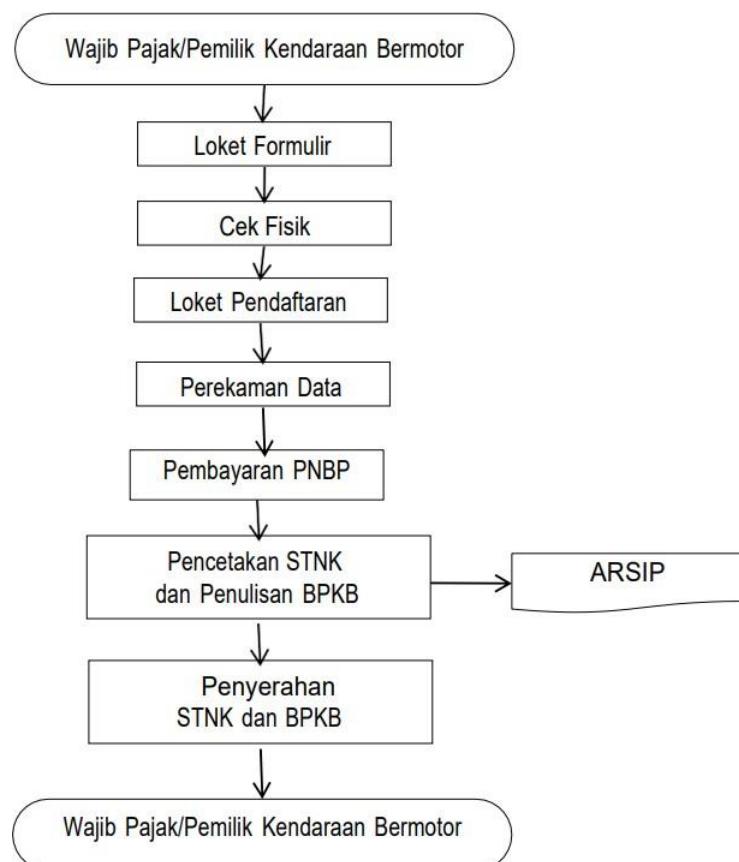 Wajib Pajak/Pemilik Kendaraan Bermotor
Loket Formulir
Cek Fisik
Loket Pendaftaran
Perekaman Data
Pembayaran PNBP
Pencetakan STNK
dan Penulisan BPKB
ARSIP
Penyerahan
STNK dan BPKB
Wajib Pajak/Pemilik Kendaraan Bermotor